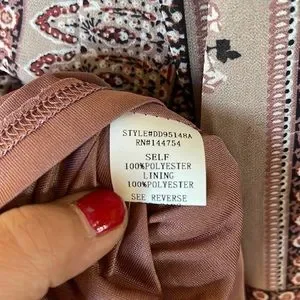 STYLE#DD95148A
RN#144754
SELF
100%POLYESTER
LINING
100%POLYESTER
SEE REVERSE